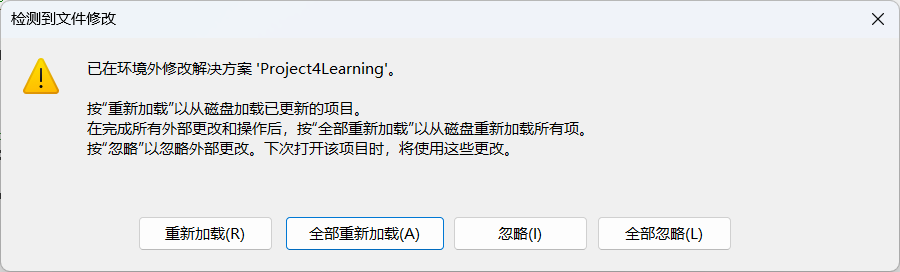 检测到文件修改
已在环境外修改解决方案 'Project4Learning'。
按“重新加载”以从磁盘加载已更新的项目。
在完成所有外部更改和操作后，按“全部重新加载”以从磁盘重新加载所有项。
按“忽略”以忽略外部更改。下次打开该项目时，将使用这些更改。
重新加载(R) 全部重新加载(A) 忽略(I) 全部忽略(L)